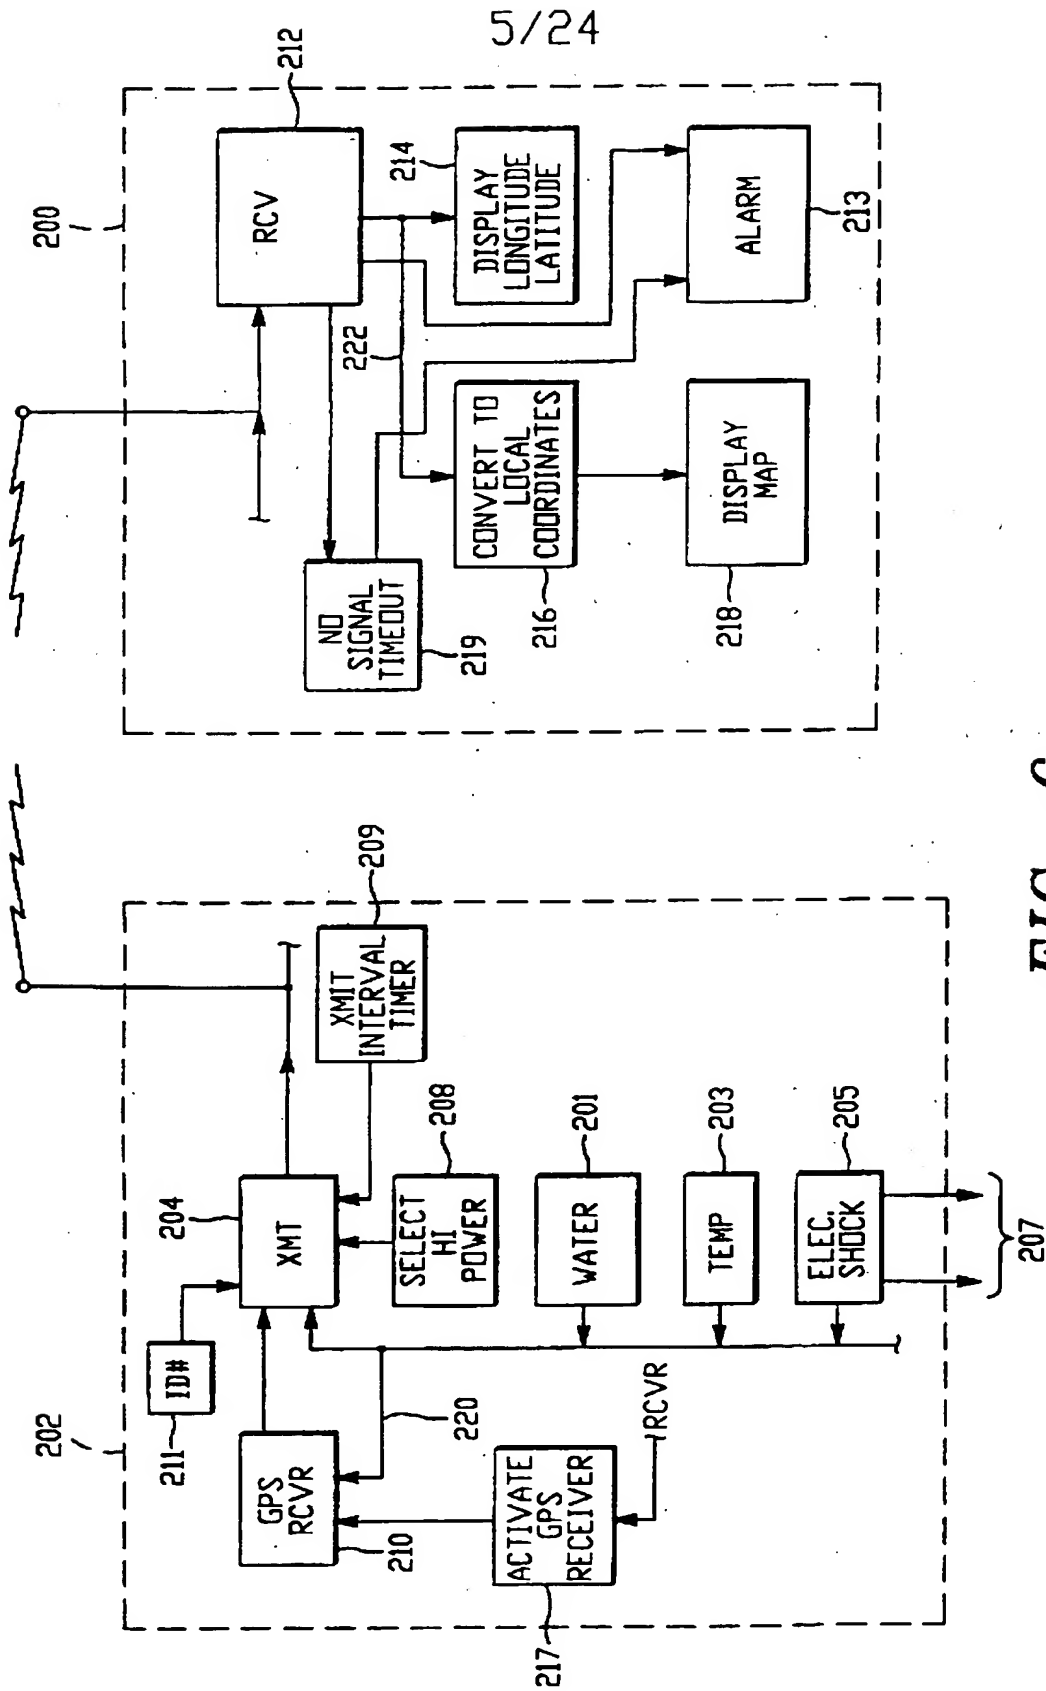 5/24
202
211
ID#
204
XMT
GPS
RCVR
210
220
XMIT
INTERVAL
TIMER
209
SELECT
HI
POWER
208
ACTIVATE
GPS
RECEIVER
217
RCVR
WATER
201
TEMP
203
ELEC.
SHOCK
205
207
200
RCV
212
NO
SIGNAL
TIMEOUT
219
222
DISPLAY
LONGITUDE
LATITUDE
214
CONVERT TO
LOCAL
COORDINATES
216
DISPLAY
MAP
218
ALARM
213